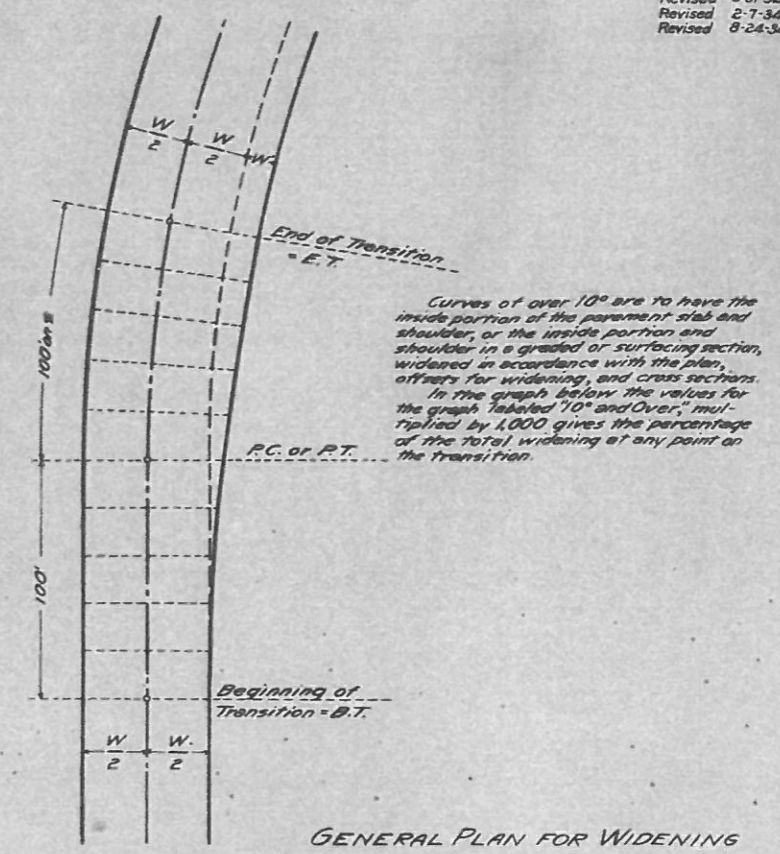 Revised
Revised 2-7-34
Revised 8-24-3
W/2 W/2 W
End of Transition
= E.T.
100' on ℄
Curves of over 10° are to have the
inside portion of the pavement slab and
shoulder, or the inside portion and
shoulder in a graded or surfacing section,
widened in accordance with the plan,
offsets for widening, and cross sections.
In the graph below the values for
the graph labeled "10° and Over," mul-
tiplied by 1,000 gives the percentage
of the total widening at any point on
the transition.
P.C. or P.T.
100'
Beginning of
Transition = B.T.
W/2 W/2
GENERAL PLAN FOR WIDENING